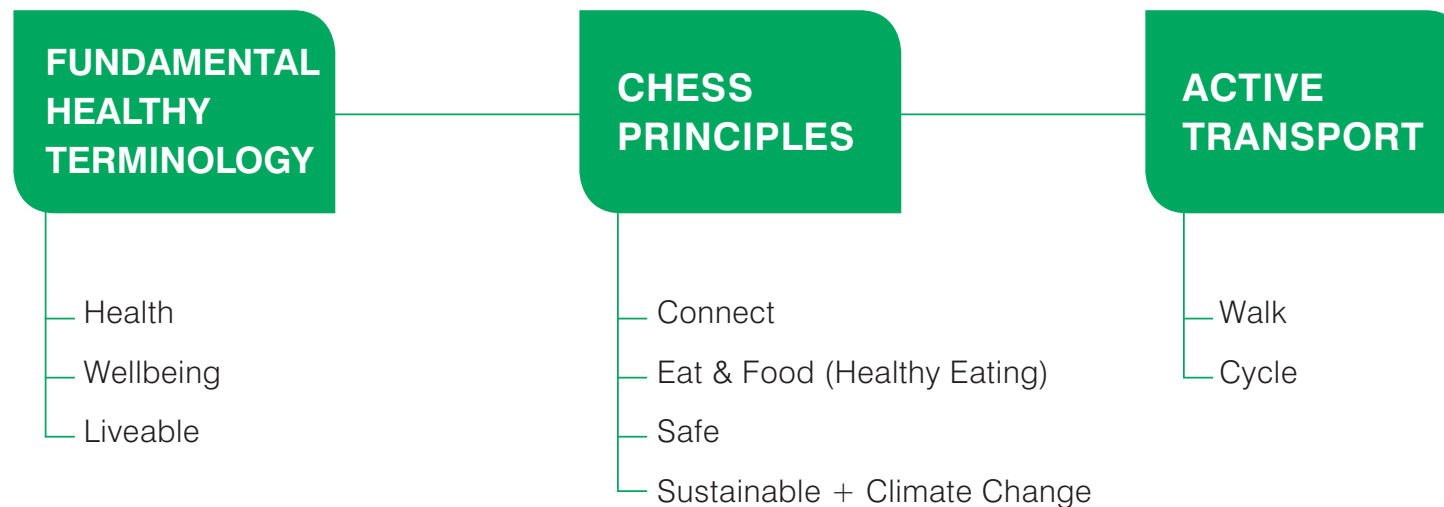 FUNDAMENTAL
HEALTHY
TERMINOLOGY
Health
Wellbeing
Liveable
CHESS
PRINCIPLES
Connect
Eat & Food (Healthy Eating)
Safe
Sustainable + Climate Change
ACTIVE
TRANSPORT
Walk
Cycle